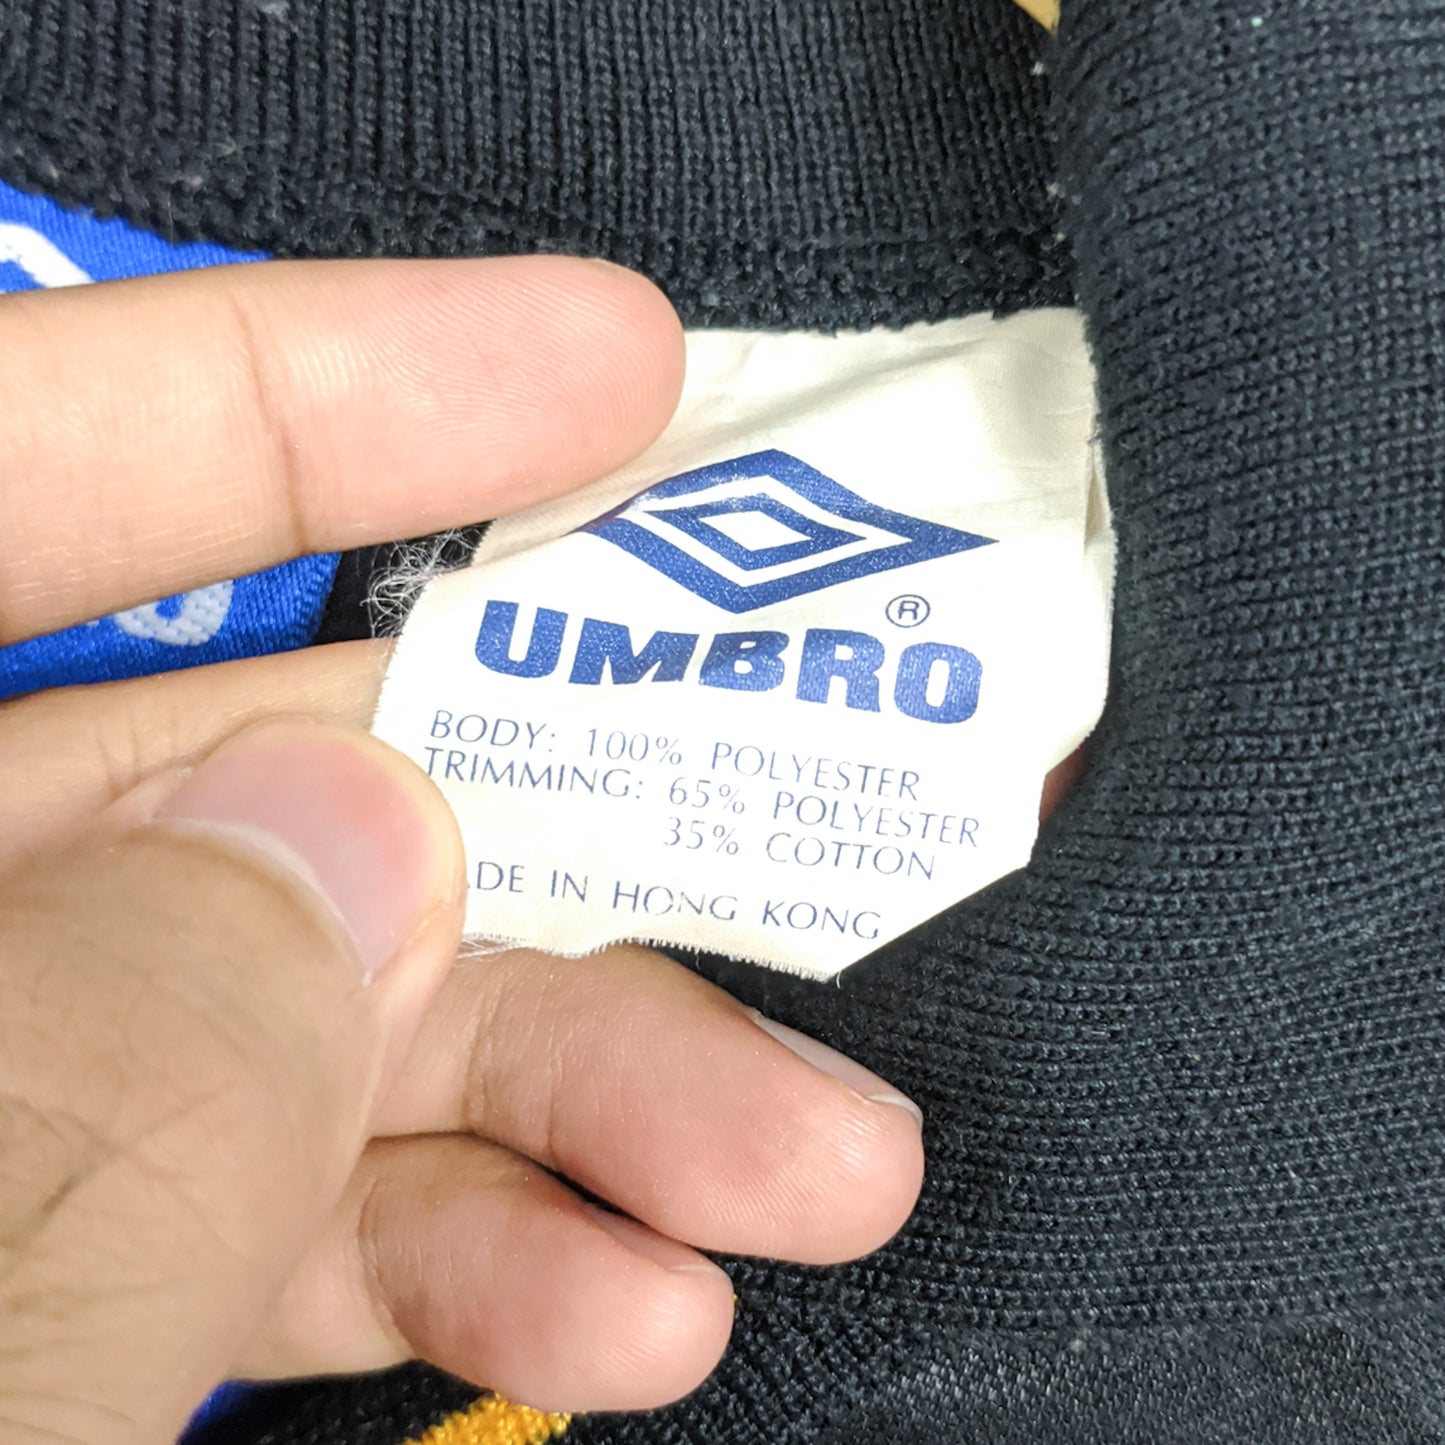 UMBRO®
BODY: 100% POLYESTER
TRIMMING: 65% POLYESTER
35% COTTON
ADE IN HONG KONG